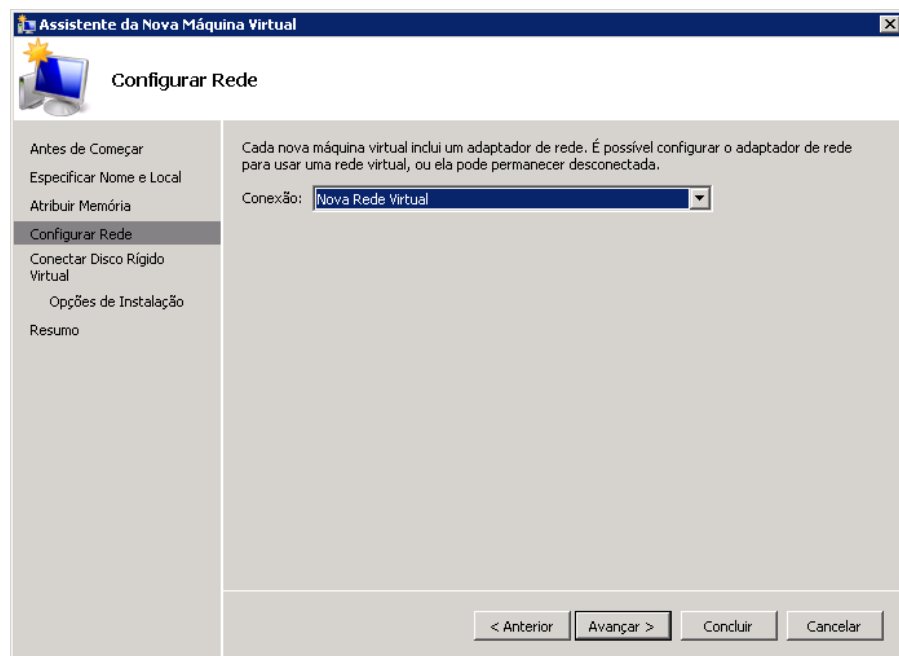 Assistente da Nova Máquina Virtual
Configurar Rede
Antes de Começar
Especificar Nome e Local
Atribuir Memória
Configurar Rede
Conectar Disco Rígido
Virtual
Opções de Instalação
Resumo
Cada nova máquina virtual inclui um adaptador de rede. É possível configurar o adaptador de rede
para usar uma rede virtual, ou ela pode permanecer desconectada.
Conexão: Nova Rede Virtual
< Anterior Avançar > Concluir Cancelar